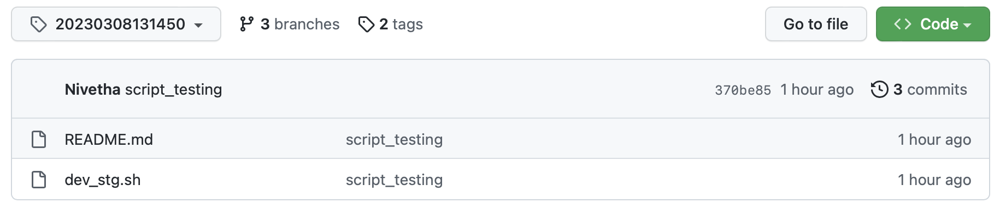 20230308131450 3 branches 2 tags Go to file <> Code
Nivetha script_testing 370be85 1 hour ago 3 commits
README.md script_testing 1 hour ago
dev_stg.sh script_testing 1 hour ago